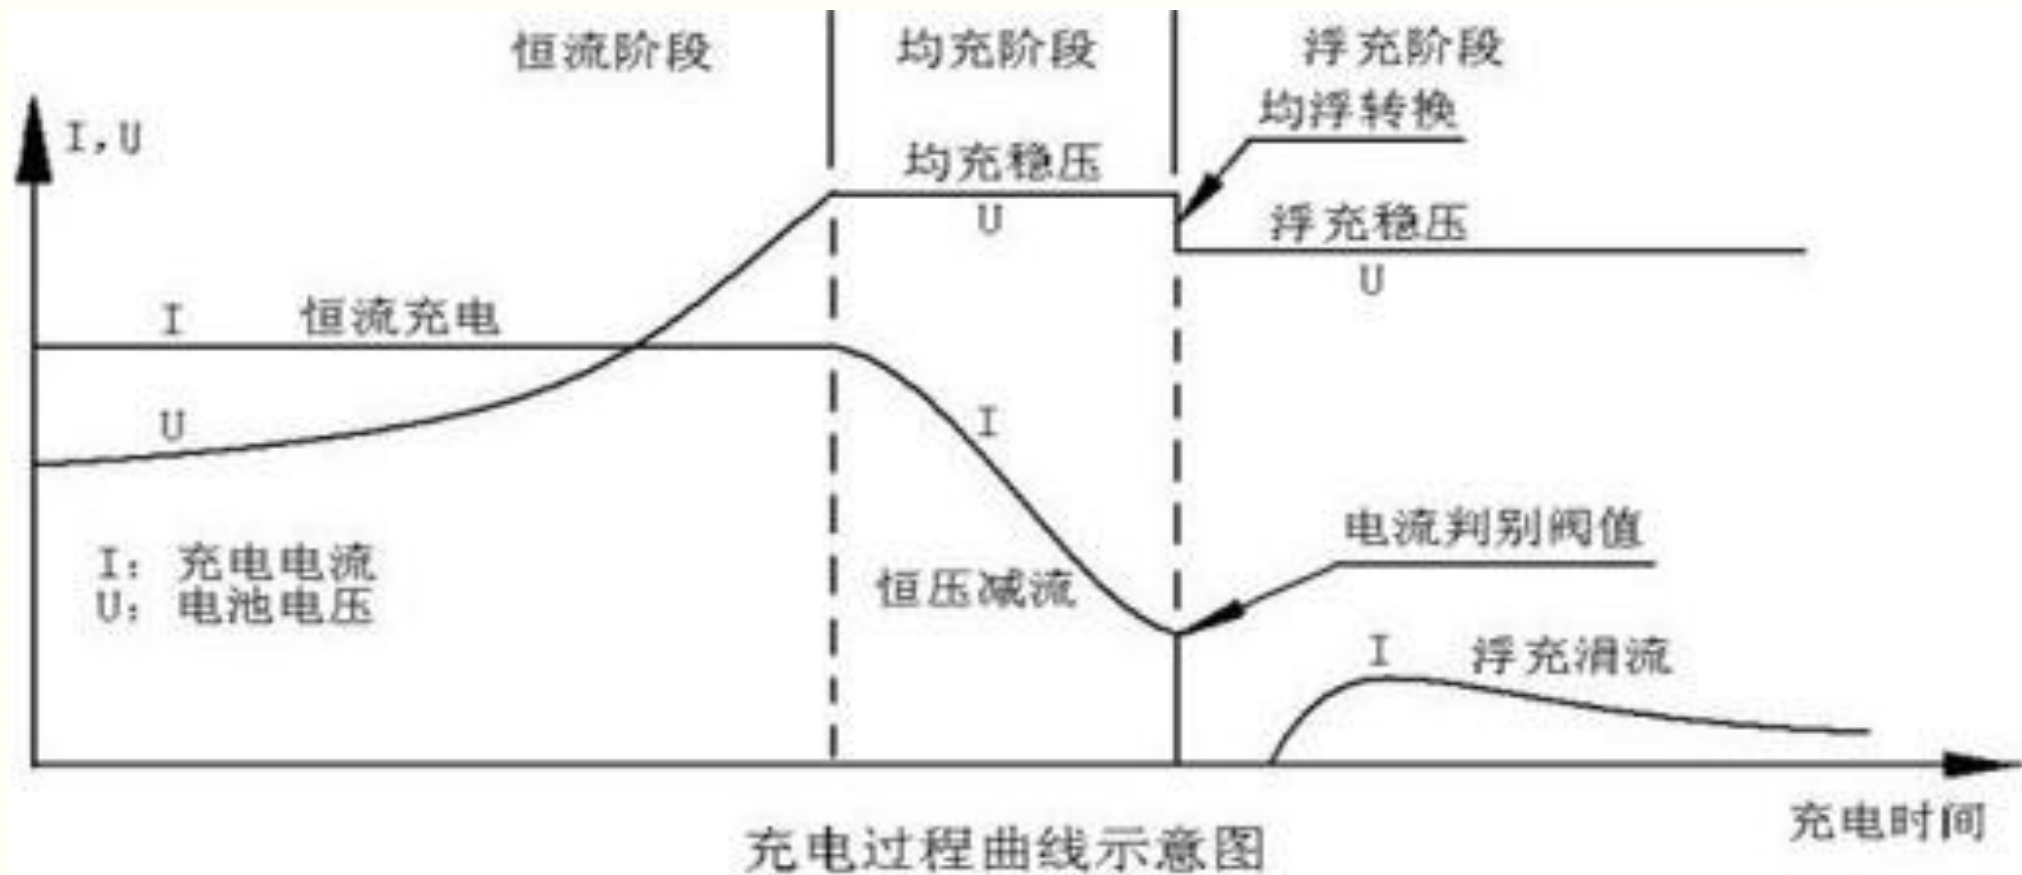 恒流阶段
均充阶段
浮充阶段
均浮转换
I,U
均充稳压
U
浮充稳压
U
I 恒流充电
U
I
电流判别阀值
I：充电电流
U：电池电压
恒压减流
I 浮充涓流
充电时间
充电过程曲线示意图